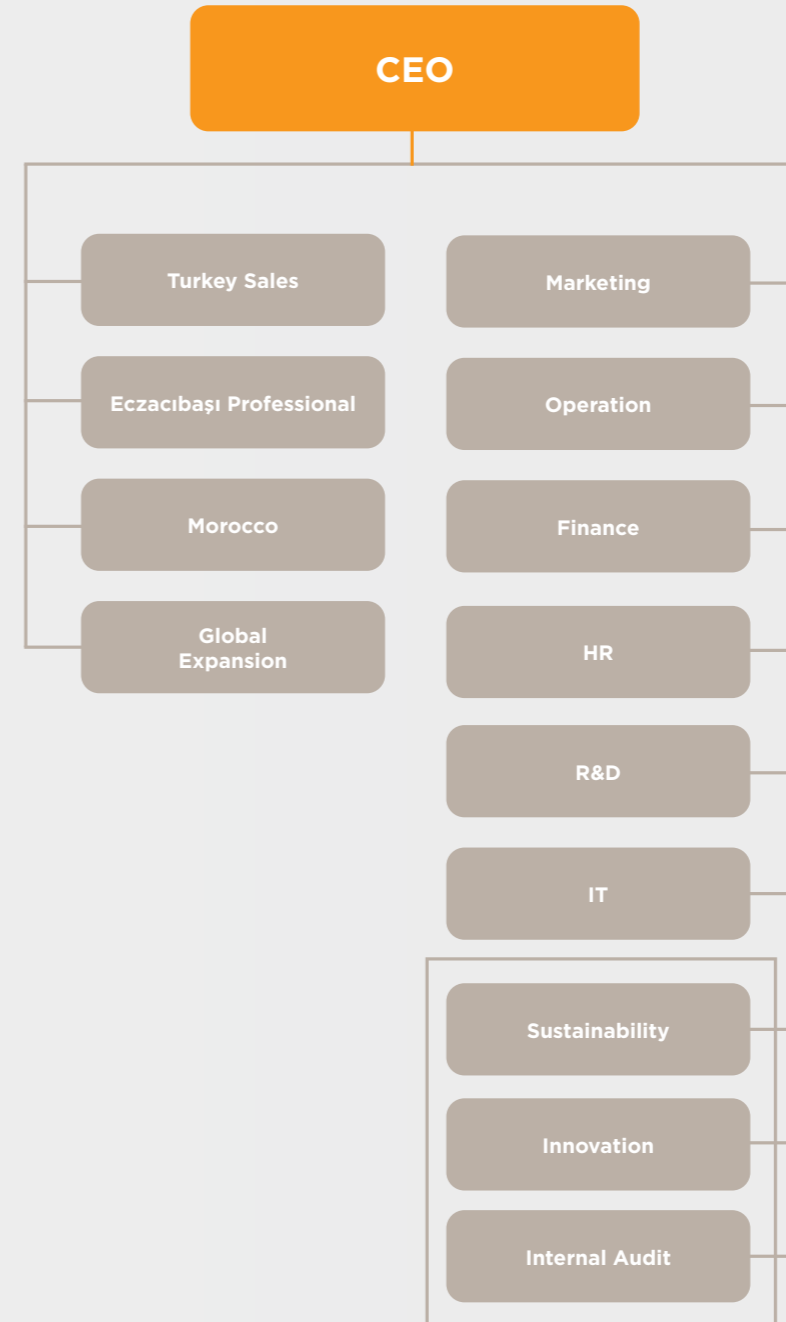 CEO
Turkey Sales
Eczacıbaşı Professional
Morocco
Global
Expansion
Marketing
Operation
Finance
HR
R&D
IT
Sustainability
Innovation
Internal Audit